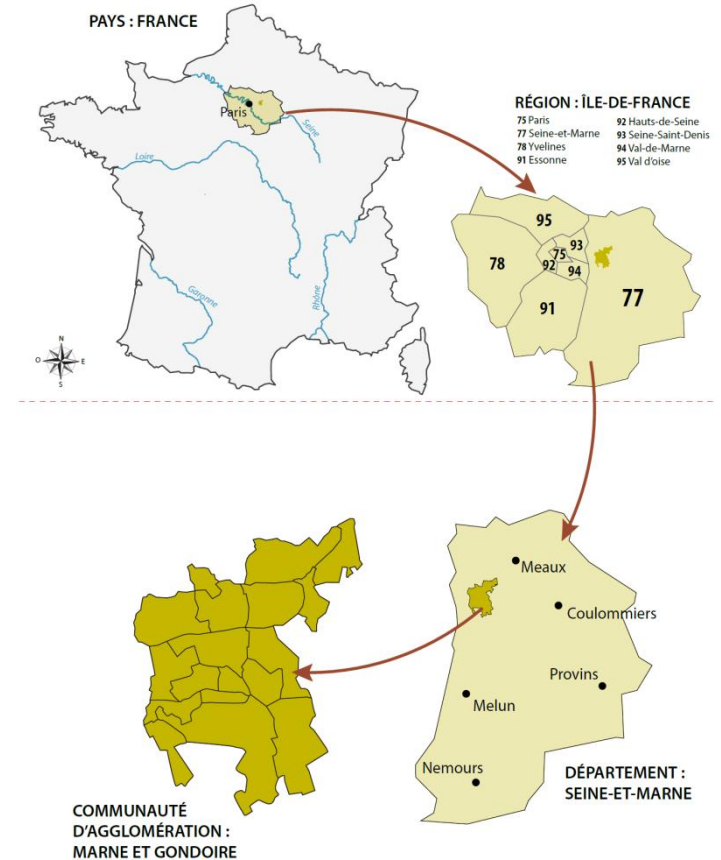 PAYS : FRANCE
Paris
Seine
Loire
Garonne
Rhône
N
O
E
S
RÉGION : ÎLE-DE-FRANCE
75 Paris
77 Seine-et-Marne
78 Yvelines
91 Essonne
92 Hauts-de-Seine
93 Seine-Saint-Denis
94 Val-de-Marne
95 Val d'oise
95
93
75
78
92
94
77
91
Meaux
Coulommiers
Provins
Melun
Nemours
DÉPARTEMENT :
SEINE-ET-MARNE
COMMUNAUTÉ
D'AGGLOMÉRATION :
MARNE ET GONDOIRE